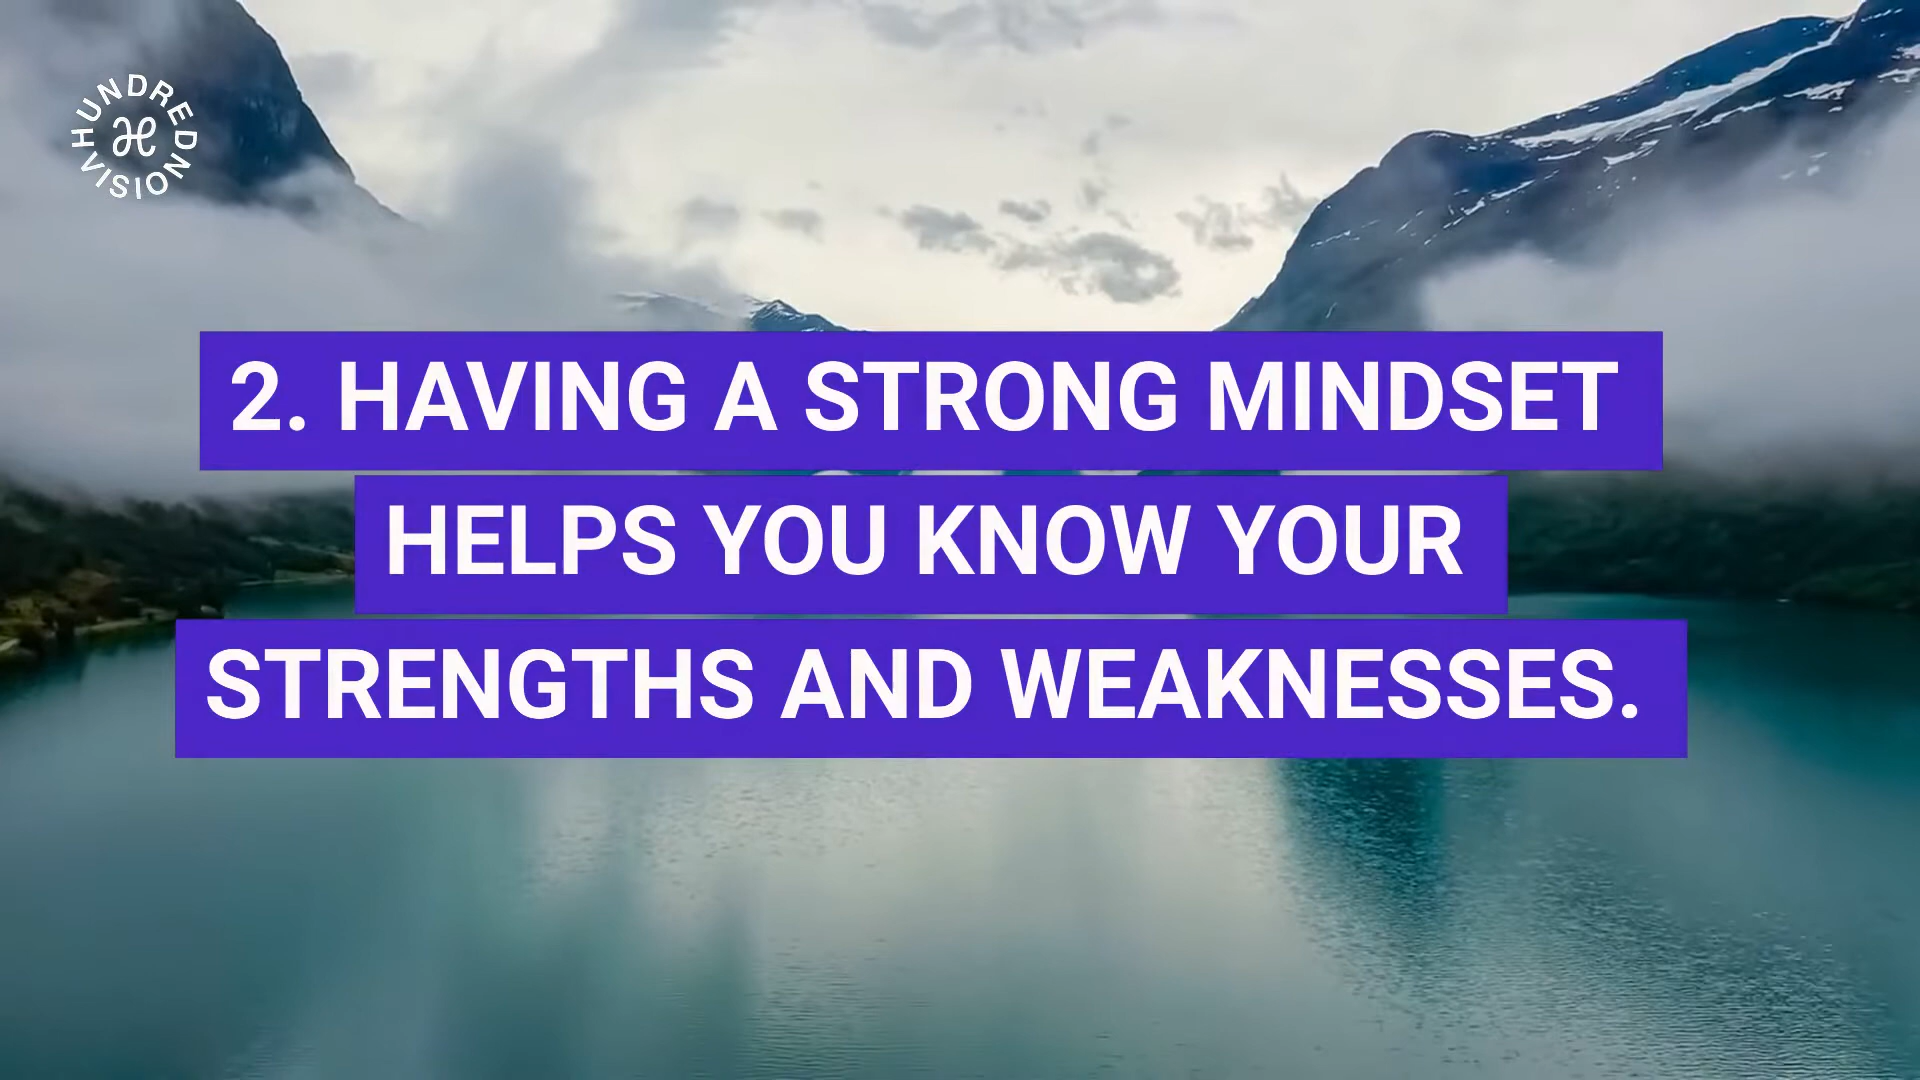 HUNDRED
VISION
2. HAVING A STRONG MINDSET
HELPS YOU KNOW YOUR
STRENGTHS AND WEAKNESSES.